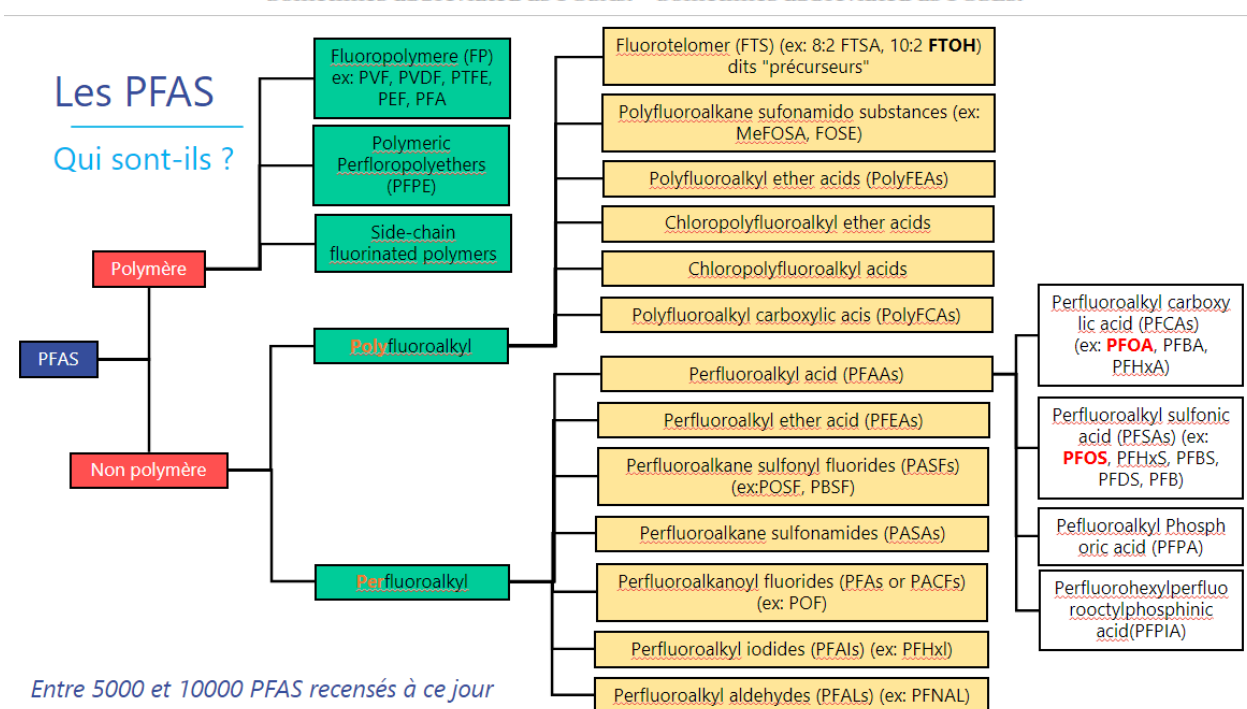 Les PFAS
Qui sont-ils ?
PFAS
Polymère
Non polymère
Fluoropolymere (FP)
ex: PVF, PVDF, PTFE,
PEF, PFA
Polymeric
Perfloropolyethers
(PFPE)
Side-chain
fluorinated polymers
Polyfluoroalkyl
Perfluoroalkyl
Fluorotelomer (FTS) (ex: 8:2 FTSA, 10:2 FTOH)
dits "précurseurs"
Polyfluoroalkane sufonamido substances (ex:
MeFOSA, FOSE)
Polyfluoroalkyl ether acids (PolyFEAs)
Chloropolyfluoroalkyl ether acids
Chloropolyfluoroalkyl acids
Polyfluoroalkyl carboxylic acis (PolyFCAs)
Perfluoroalkyl acid (PFAAs)
Perfluoroalkyl ether acid (PFEAs)
Perfluoroalkane sulfonyl fluorides (PASFs)
(ex:POSF, PBSF)
Perfluoroalkane sulfonamides (PASAs)
Perfluoroalkanoyl fluorides (PFAs or PACFs)
(ex: POF)
Perfluoroalkyl iodides (PFAIs) (ex: PFHxl)
Perfluoroalkyl aldehydes (PFALs) (ex: PFNAL)
Perfluoroalkyl carboxy
lic acid (PFCAs)
(ex: PFOA, PFBA,
PFHxA)
Perfluoroalkyl sulfonic
acid (PFSAs) (ex:
PFOS, PFHxS, PFBS,
PFDS, PFB)
Pefluoroalkyl Phosph
oric acid (PFPA)
Perfluorohexylperfluo
rooctylphosphinic
acid(PFPIA)
Entre 5000 et 10000 PFAS recensés à ce jour